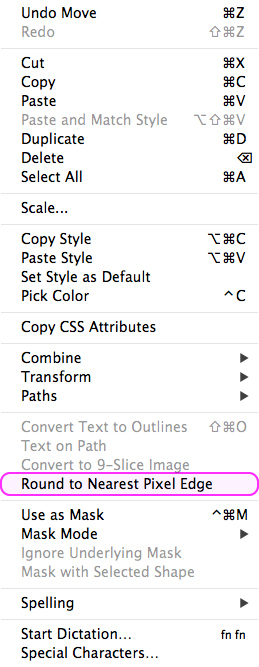 Undo Move ⌘Z
Redo ⇧⌘Z
Cut ⌘X
Copy ⌘C
Paste ⌘V
Paste and Match Style ⌥⇧⌘V
Duplicate ⌘D
Delete ⌫
Select All ⌘A
Scale...
Copy Style ⌥⌘C
Paste Style ⌥⌘V
Set Style as Default
Pick Color ^C
Copy CSS Attributes
Combine ▶
Transform ▶
Paths ▶
Convert Text to Outlines ⇧⌘O
Text on Path
Convert to 9-Slice Image
Round to Nearest Pixel Edge
Use as Mask ^⌘M
Mask Mode ▶
Ignore Underlying Mask
Mask with Selected Shape
Spelling ▶
Start Dictation... fn fn
Special Characters...